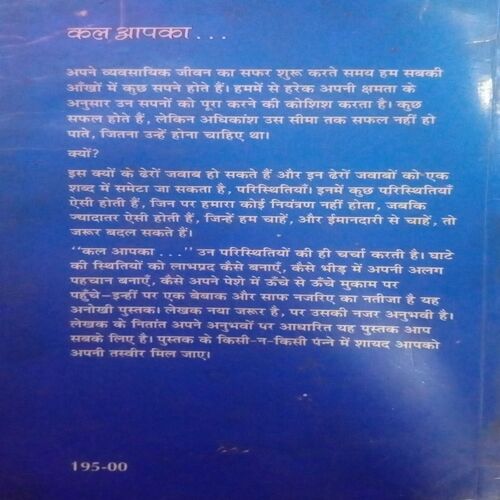 कल आपका . . .
अपने व्यवसायिक जीवन का सफर शुरू करते समय हम सबकी
आँखों में कुछ सपने होते हैं। हममें से हरेक अपनी क्षमता के
अनुसार उन सपनों को पूरा करने की कोशिश करता है। कुछ
सफल होते हैं, लेकिन अधिकांश उस सीमा तक सफल नहीं हो
पाते, जितना उन्हें होना चाहिए था।
क्यों?
इस क्यों के ढेरों जवाब हो सकते हैं और इन ढेरों जवाबों को एक
शब्द में समेटा जा सकता है, परिस्थितियाँ। इनमें कुछ परिस्थितियाँ
ऐसी होती हैं, जिन पर हमारा कोई नियंत्रण नहीं होता, जबकि
ज्यादातर ऐसी होती हैं, जिन्हें हम चाहें, और ईमानदारी से चाहें, तो
जरूर बदल सकते हैं।
“कल आपका . . .” उन परिस्थितियों की ही चर्चा करती है। घाटे
की स्थितियों को लाभप्रद कैसे बनाएँ, कैसे भीड़ में अपनी अलग
पहचान बनाएँ, कैसे अपने पेशे में ऊँचे से ऊँचे मुकाम पर
पहुँचे—इन्हीं पर एक बेबाक और साफ नजरिए का नतीजा है यह
अनोखी पुस्तक। लेखक नया जरूर है, पर उसकी नजर अनुभवी है।
लेखक के नितांत अपने अनुभवों पर आधारित यह पुस्तक आप
सबके लिए है। पुस्तक के किसी-न-किसी पन्ने में शायद आपको
अपनी तस्वीर मिल जाए।
195-00